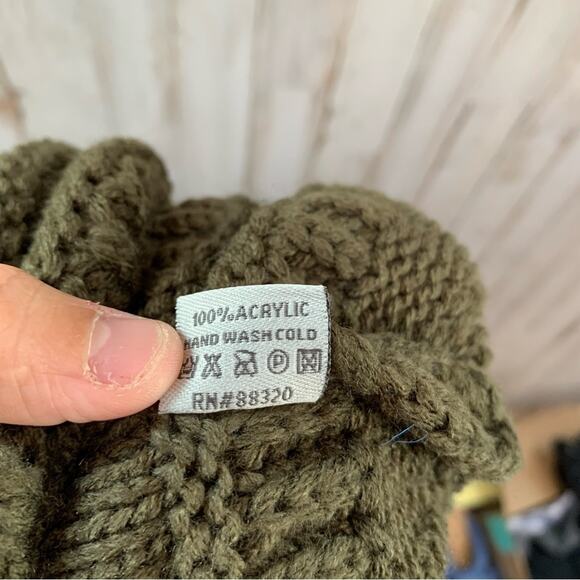 100% ACRYLIC
HAND WASH COLD
P
RN#88320